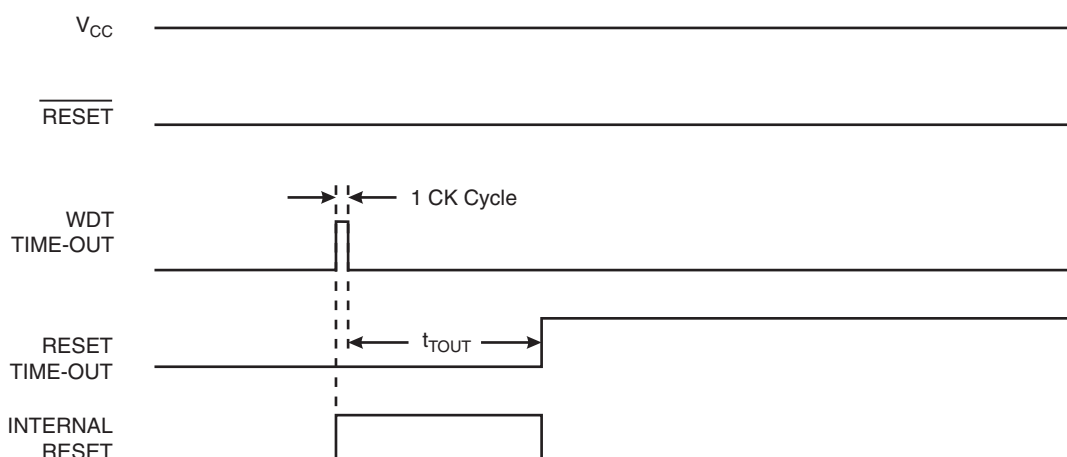 VCC
RESET
1 CK Cycle
WDT
TIME-OUT
RESET
TIME-OUT
tTOUT
INTERNAL
RESET